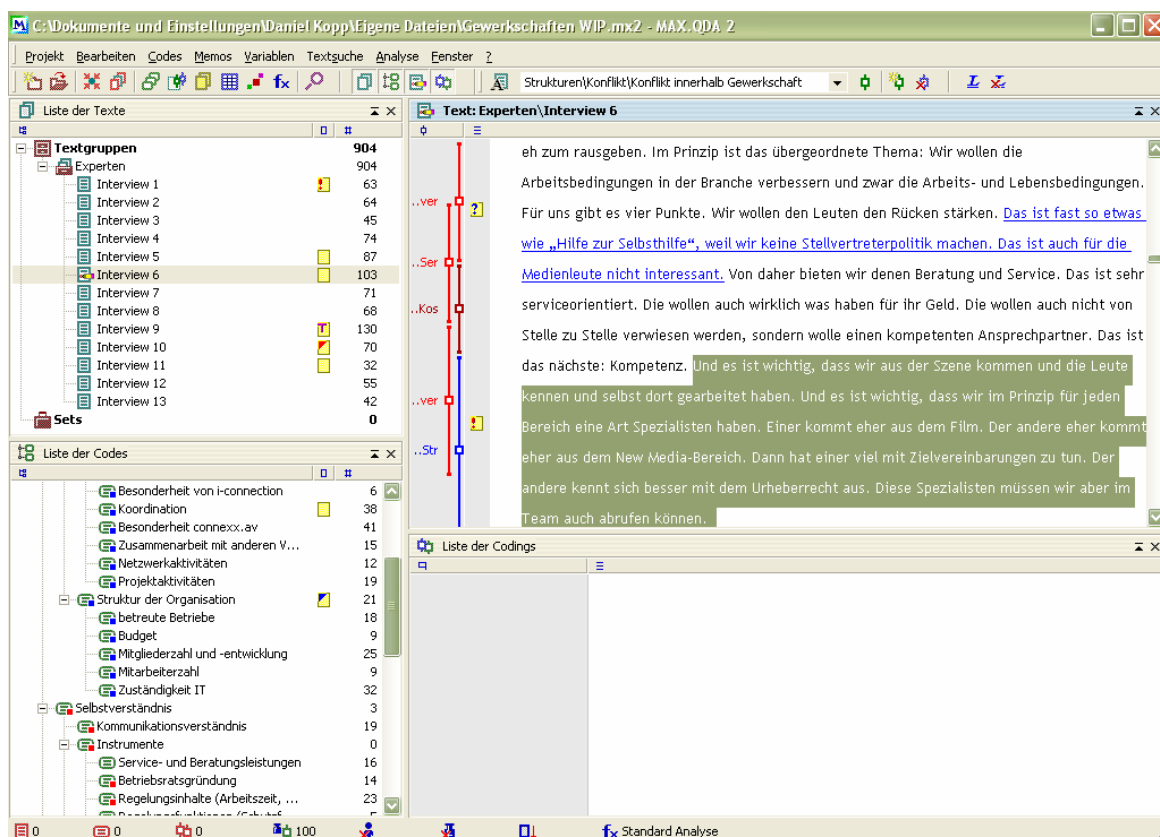 C:\Dokumente und Einstellungen\Daniel Kopp\Eigene Dateien\Gewerkschaften WIP.mx2 - MAX.QDA 2
Projekt Bearbeiten Codes Memos Variablen Textsuche Analyse Fenster ?
Strukturen\Konflikt\Konflikt innerhalb Gewerkschaft
Liste der Texte
#
Textgruppen 904
Experten 904
Interview 1 63
Interview 2 64
Interview 3 45
Interview 4 74
Interview 5 87
Interview 6 103
Interview 7 71
Interview 8 68
Interview 9 130
Interview 10 70
Interview 11 32
Interview 12 55
Interview 13 42
Sets 0
Liste der Codes
#
Besonderheit von i-connection 6
Koordination 38
Besonderheit connexx.av 41
Zusammenarbeit mit anderen V... 15
Netzwerkaktivitäten 12
Projektaktivitäten 19
Struktur der Organisation 21
betreute Betriebe 18
Budget 9
Mitgliederzahl und -entwicklung 25
Mitarbeiterzahl 9
Zuständigkeit IT 32
Selbstverständnis 3
Kommunikationsverständnis 19
Instrumente 0
Service- und Beratungsleistungen 16
Betriebsratsgründung 14
Regelungsinhalte (Arbeitszeit, ... 23
Text: Experten\Interview 6
eh zum rausgeben. Im Prinzip ist das übergeordnete Thema: Wir wollen die
Arbeitsbedingungen in der Branche verbessern und zwar die Arbeits- und Lebensbedingungen.
..ver Für uns gibt es vier Punkte. Wir wollen den Leuten den Rücken stärken. Das ist fast so etwas
wie „Hilfe zur Selbsthilfe“, weil wir keine Stellvertreterpolitik machen. Das ist auch für die
..Ser Medienleute nicht interessant. Von daher bieten wir denen Beratung und Service. Das ist sehr
..Kos serviceorientiert. Die wollen auch wirklich was haben für ihr Geld. Die wollen auch nicht von
Stelle zu Stelle verwiesen werden, sondern wolle einen kompetenten Ansprechpartner. Das ist
das nächste: Kompetenz. Und es ist wichtig, dass wir aus der Szene kommen und die Leute
..ver kennen und selbst dort gearbeitet haben. Und es ist wichtig, dass wir im Prinzip für jeden
Bereich eine Art Spezialisten haben. Einer kommt eher aus dem Film. Der andere eher kommt
..Str eher aus dem New Media-Bereich. Dann hat einer viel mit Zielvereinbarungen zu tun. Der
andere kennt sich besser mit dem Urheberrecht aus. Diese Spezialisten müssen wir aber im
Team auch abrufen können.
Liste der Codings
0 0 0 100 fx Standard Analyse